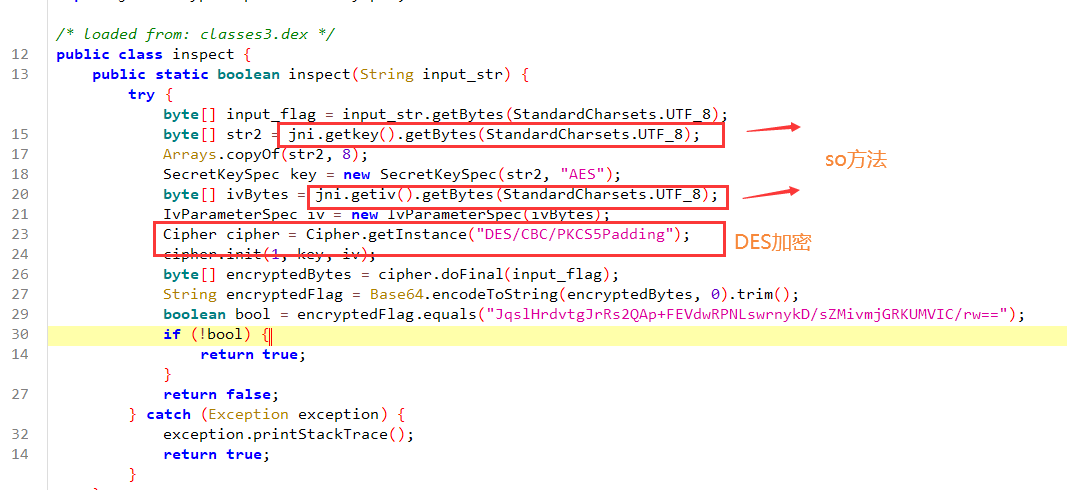 /* loaded from: classes3.dex */
12 public class inspect {
13 public static boolean inspect(String input_str) {
try {
byte[] input_flag = input_str.getBytes(StandardCharsets.UTF_8);
15 byte[] str2 = jni.getkey().getBytes(StandardCharsets.UTF_8);
so方法
17 Arrays.copyOf(str2, 8);
18 SecretKeySpec key = new SecretKeySpec(str2, "AES");
20 byte[] ivBytes = jni.getiv().getBytes(StandardCharsets.UTF_8);
21 IvParameterSpec iv = new IvParameterSpec(ivBytes);
23 Cipher cipher = Cipher.getInstance("DES/CBC/PKCS5Padding");
DES加密
24 cipher.init(1, key, iv);
26 byte[] encryptedBytes = cipher.doFinal(input_flag);
27 String encryptedFlag = Base64.encodeToString(encryptedBytes, 0).trim();
29 boolean bool = encryptedFlag.equals("JqslHrdvtgJrRs2QAp+FEVdwRPNLswrnykD/sZMivmjGRKUMVIC/rw==");
30 if (!bool) {
14 return true;
}
27 return false;
} catch (Exception exception) {
32 exception.printStackTrace();
14 return true;
}